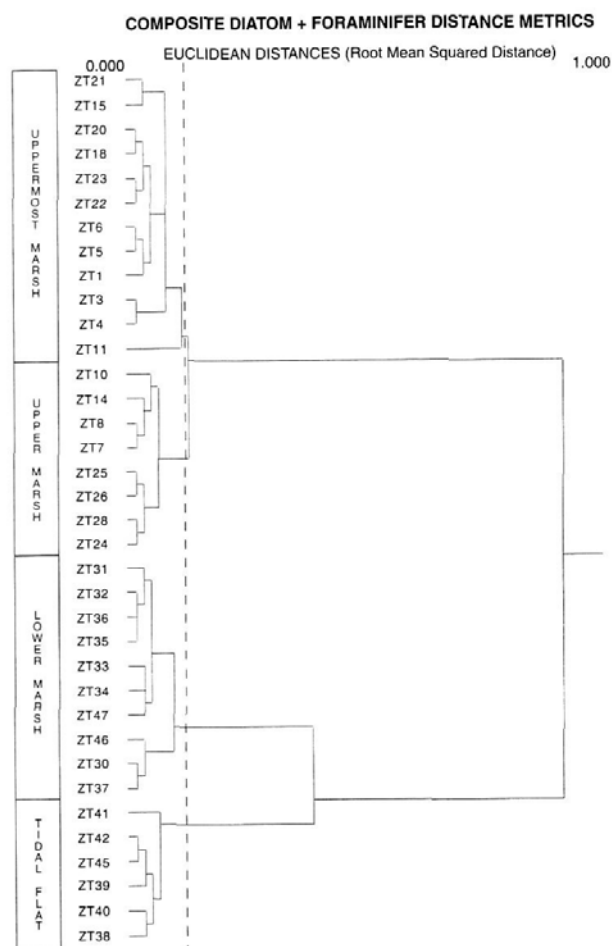 COMPOSITE DIATOM + FORAMINIFER DISTANCE METRICS
EUCLIDEAN DISTANCES (Root Mean Squared Distance)
0.000
1.000
UPPERMOST MARSH
ZT21
ZT15
ZT20
ZT18
ZT23
ZT22
ZT6
ZT5
ZT1
ZT3
ZT4
ZT11
UPPER MARSH
ZT10
ZT14
ZT8
ZT7
ZT25
ZT26
ZT28
ZT24
LOWER MARSH
ZT31
ZT32
ZT36
ZT35
ZT33
ZT34
ZT47
ZT46
ZT30
ZT37
TIDAL FLAT
ZT41
ZT42
ZT45
ZT39
ZT40
ZT38